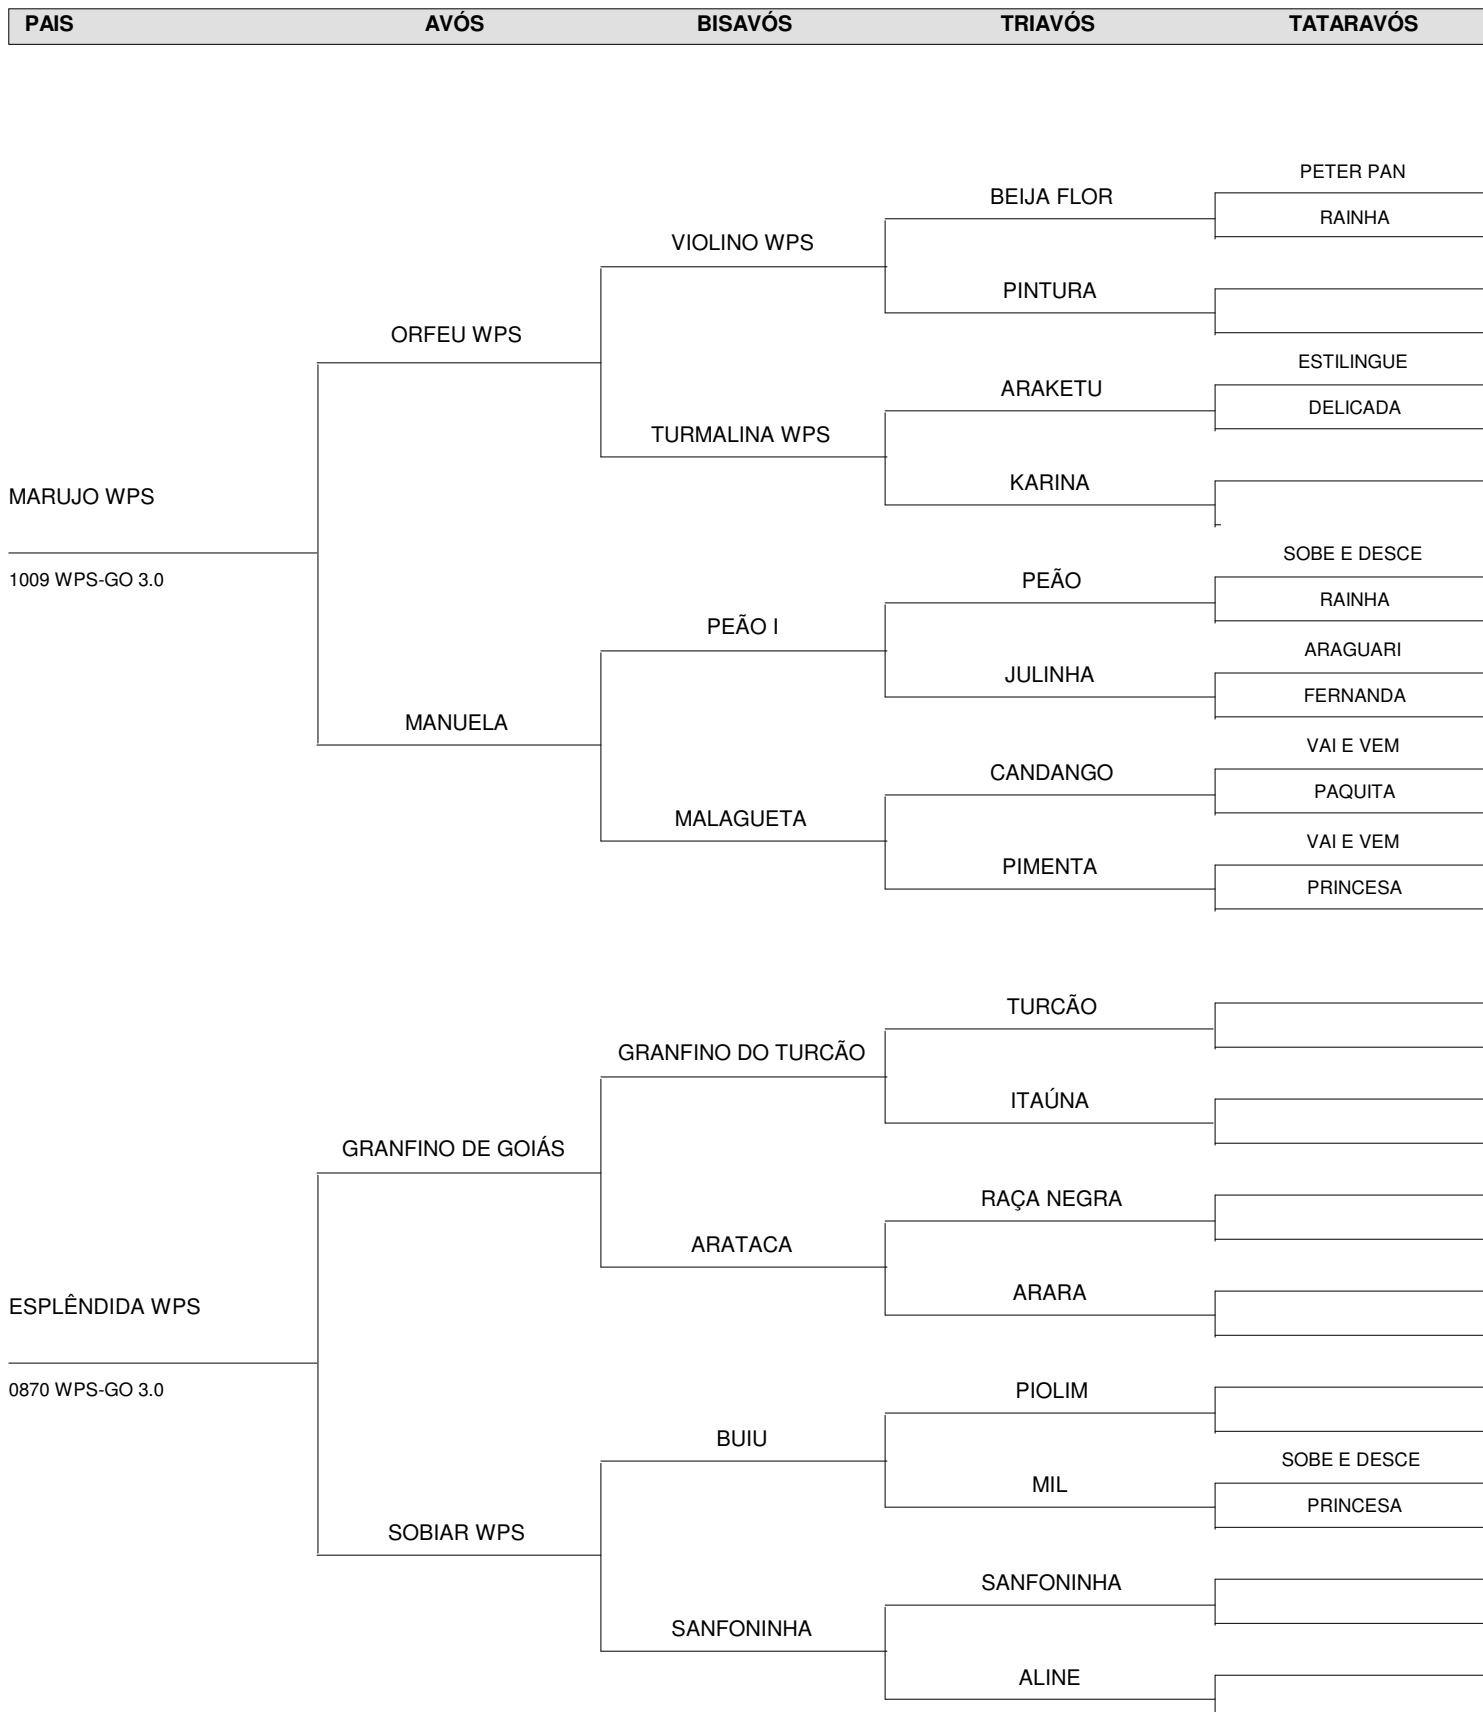 PAIS AVÓS BISAVÓS TRIAVÓS TATARAVÓS
PETER PAN
BEIJA FLOR
RAINHA
VIOLINO WPS
PINTURA
ORFEU WPS
ESTILINGUE
ARAKETU
DELICADA
TURMALINA WPS
KARINA
MARUJO WPS
SOBE E DESCE
1009 WPS-GO 3.0
PEÃO
RAINHA
PEÃO I
ARAGUARI
JULINHA
FERNANDA
MANUELA
VAI E VEM
CANDANGO
PAQUITA
MALAGUETA
VAI E VEM
PIMENTA
PRINCESA
TURCÃO
GRANFINO DO TURCÃO
ITAÚNA
GRANFINO DE GOIÁS
RAÇA NEGRA
ARATACA
ARARA
ESPLÊNDIDA WPS
0870 WPS-GO 3.0
PIOLIM
BUIU
SOBE E DESCE
MIL
PRINCESA
SOBIAR WPS
SANFONINHA
SANFONINHA
ALINE